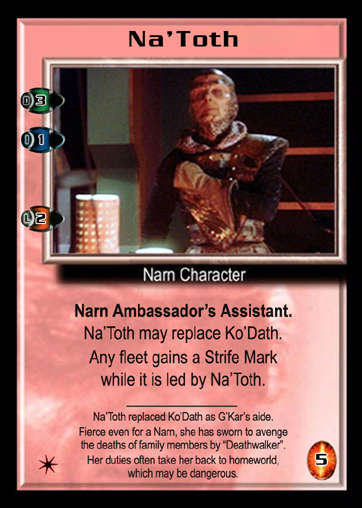 Na'Toth
D 3
I 1
L 2
Narn Character
Narn Ambassador's Assistant.
Na'Toth may replace Ko'Dath.
Any fleet gains a Strife Mark
while it is led by Na'Toth.
Na'Toth replaced Ko'Dath as G'Kar's aide.
Fierce even for a Narn, she has sworn to avenge
the deaths of family members by "Deathwalker".
Her duties often take her back to homeworld,
which may be dangerous.
5